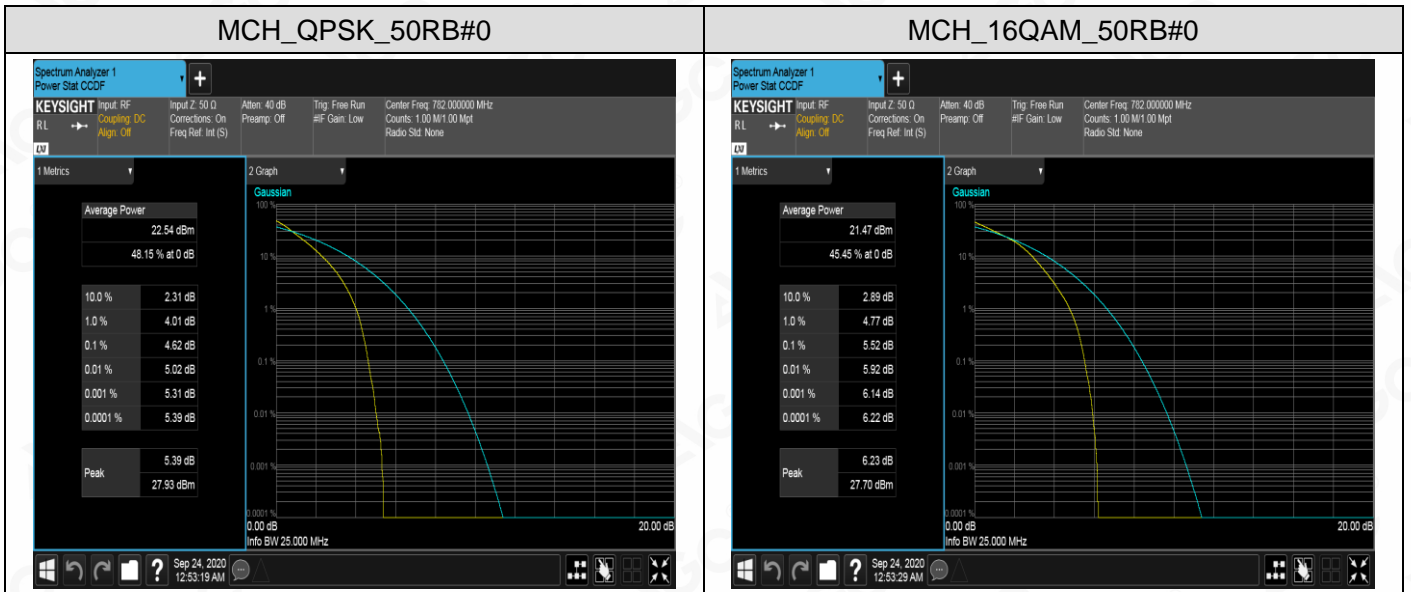 MCH_QPSK_50RB#0
Spectrum Analyzer 1
Power Stat CCDF
+
KEYSIGHT
RL
LXI
Input: RF
Coupling: DC
Align: Off
Input Z: 50 Ω
Corrections: On
Freq Ref: Int (S)
Atten: 40 dB
Preamp: Off
Trig: Free Run
#IF Gain: Low
Center Freq: 782.000000 MHz
Counts: 1.00 M/1.00 Mpt
Radio Std: None
1 Metrics
Average Power
22.54 dBm
48.15 % at 0 dB
10.0 % 2.31 dB
1.0 % 4.01 dB
0.1 % 4.62 dB
0.01 % 5.02 dB
0.001 % 5.31 dB
0.0001 % 5.39 dB
Peak
5.39 dB
27.93 dBm
2 Graph
Gaussian
100 %
10 %
1 %
0.1 %
0.01 %
0.001 %
0.0001 %
0.00 dB 20.00 dB
Info BW 25.000 MHz
?
Sep 24, 2020
12:53:19 AM
MCH_16QAM_50RB#0
Spectrum Analyzer 1
Power Stat CCDF
+
KEYSIGHT
RL
LXI
Input: RF
Coupling: DC
Align: Off
Input Z: 50 Ω
Corrections: On
Freq Ref: Int (S)
Atten: 40 dB
Preamp: Off
Trig: Free Run
#IF Gain: Low
Center Freq: 782.000000 MHz
Counts: 1.00 M/1.00 Mpt
Radio Std: None
1 Metrics
Average Power
21.47 dBm
45.45 % at 0 dB
10.0 % 2.89 dB
1.0 % 4.77 dB
0.1 % 5.52 dB
0.01 % 5.92 dB
0.001 % 6.14 dB
0.0001 % 6.22 dB
Peak
6.23 dB
27.70 dBm
2 Graph
Gaussian
100 %
10 %
1 %
0.1 %
0.01 %
0.001 %
0.0001 %
0.00 dB 20.00 dB
Info BW 25.000 MHz
?
Sep 24, 2020
12:53:29 AM